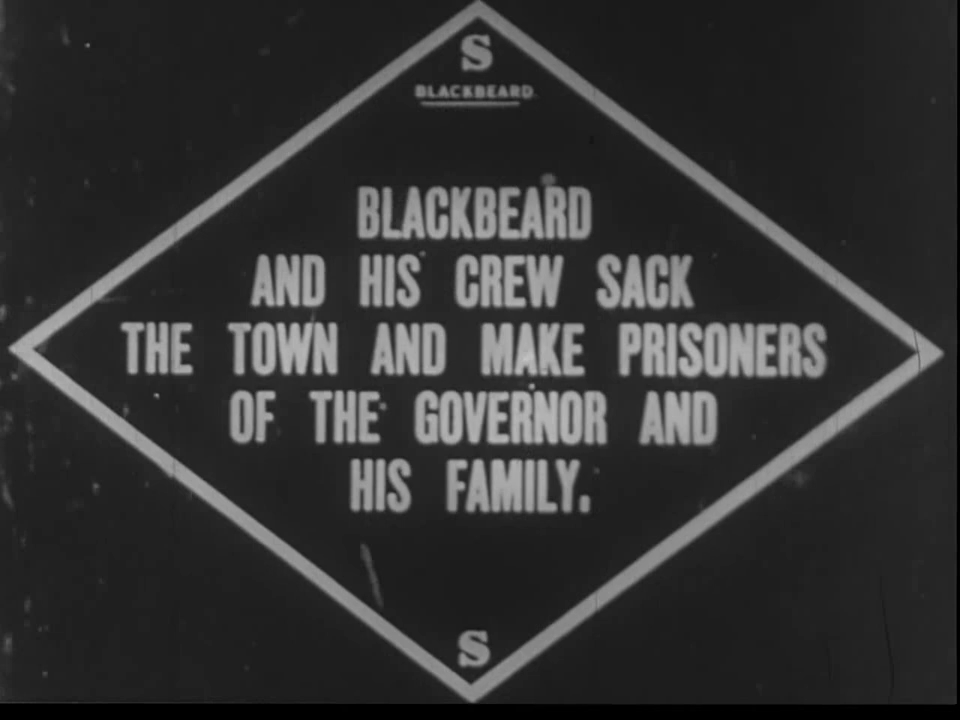 S
BLACKBEARD
BLACKBEARD
AND HIS CREW SACK
THE TOWN AND MAKE PRISONERS
OF THE GOVERNOR AND
HIS FAMILY.
S